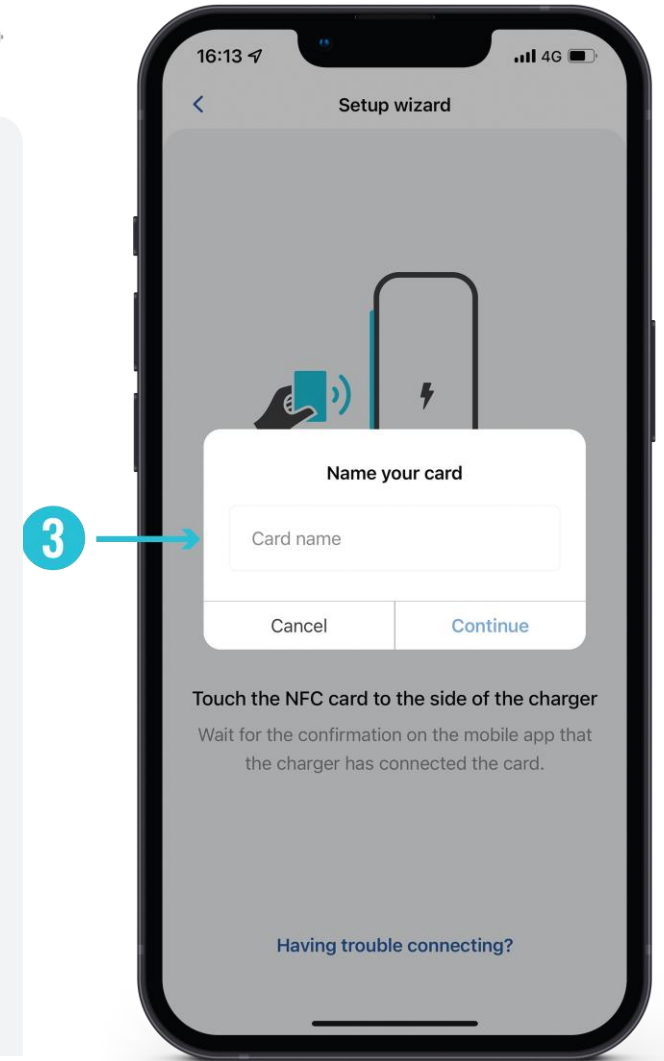 16:13
4G
Setup wizard
Name your card
3
Card name
Cancel
Continue
Touch the NFC card to the side of the charger
Wait for the confirmation on the mobile app that
the charger has connected the card.
Having trouble connecting?